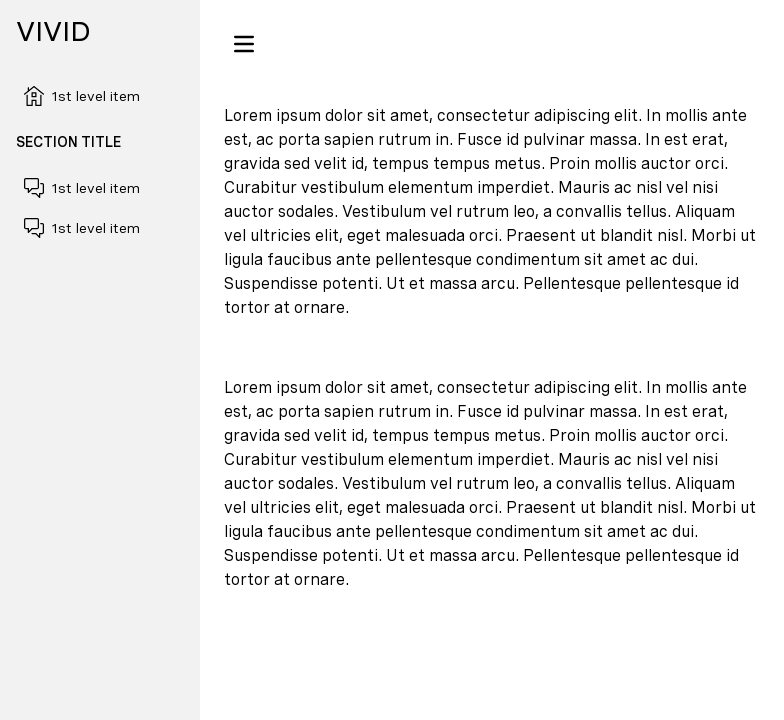 VIVID
1st level item
SECTION TITLE
1st level item
1st level item
Lorem ipsum dolor sit amet, consectetur adipiscing elit. In mollis ante
est, ac porta sapien rutrum in. Fusce id pulvinar massa. In est erat,
gravida sed velit id, tempus tempus metus. Proin mollis auctor orci.
Curabitur vestibulum elementum imperdiet. Mauris ac nisl vel nisi
auctor sodales. Vestibulum vel rutrum leo, a convallis tellus. Aliquam
vel ultricies elit, eget malesuada orci. Praesent ut blandit nisl. Morbi ut
ligula faucibus ante pellentesque condimentum sit amet ac dui.
Suspendisse potenti. Ut et massa arcu. Pellentesque pellentesque id
tortor at ornare.
Lorem ipsum dolor sit amet, consectetur adipiscing elit. In mollis ante
est, ac porta sapien rutrum in. Fusce id pulvinar massa. In est erat,
gravida sed velit id, tempus tempus metus. Proin mollis auctor orci.
Curabitur vestibulum elementum imperdiet. Mauris ac nisl vel nisi
auctor sodales. Vestibulum vel rutrum leo, a convallis tellus. Aliquam
vel ultricies elit, eget malesuada orci. Praesent ut blandit nisl. Morbi ut
ligula faucibus ante pellentesque condimentum sit amet ac dui.
Suspendisse potenti. Ut et massa arcu. Pellentesque pellentesque id
tortor at ornare.